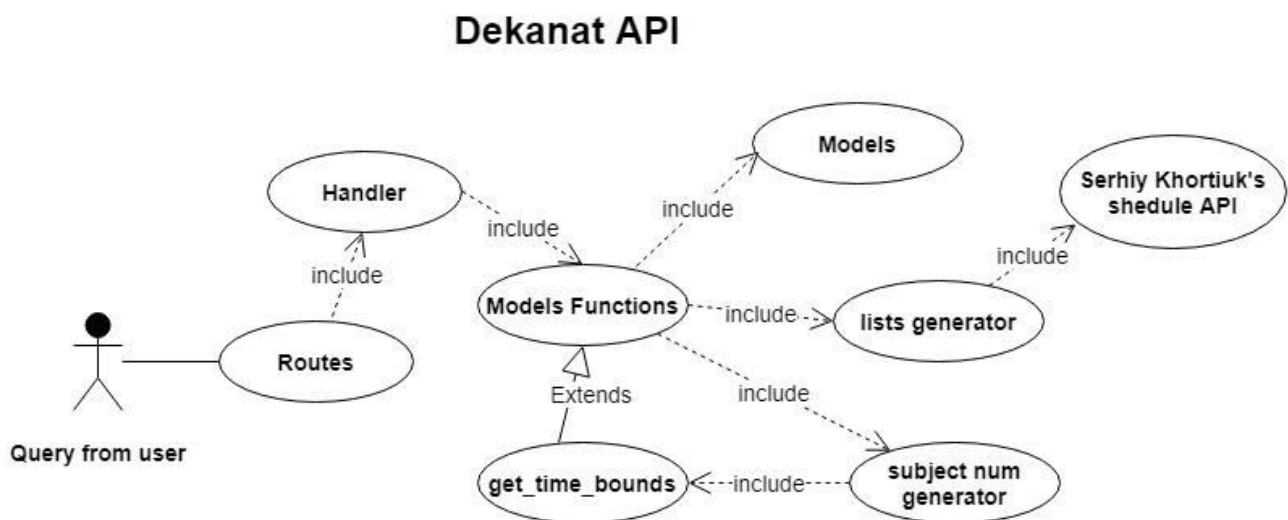 Dekanat API
Models
Serhiy Khortiuk's
shedule API
Handler
include
include
include
include
Models Functions
include
lists generator
Routes
Extends
include
Query from user
get_time_bounds
include
subject num
generator